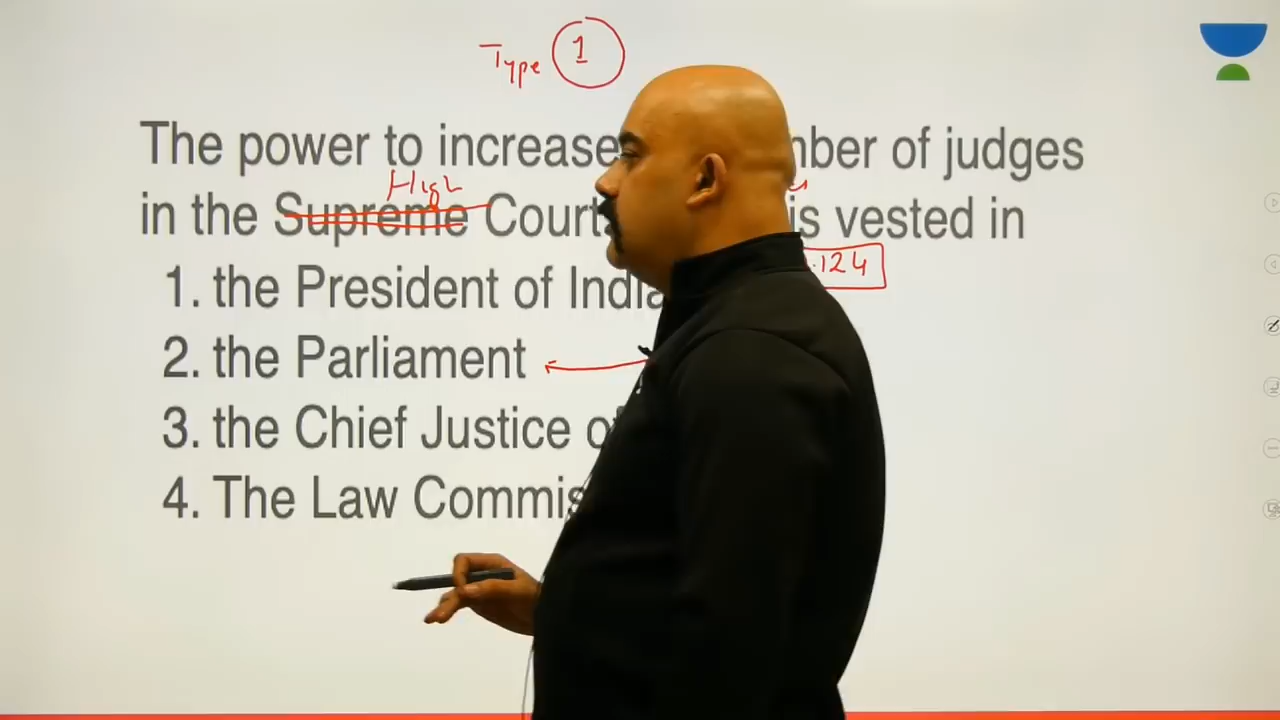 Type 1
The power to increase mber of judges
High
in the Supreme Court is vested in
.124
1. the President of India
2. the Parliament
3. the Chief Justice o
4. The Law Commis